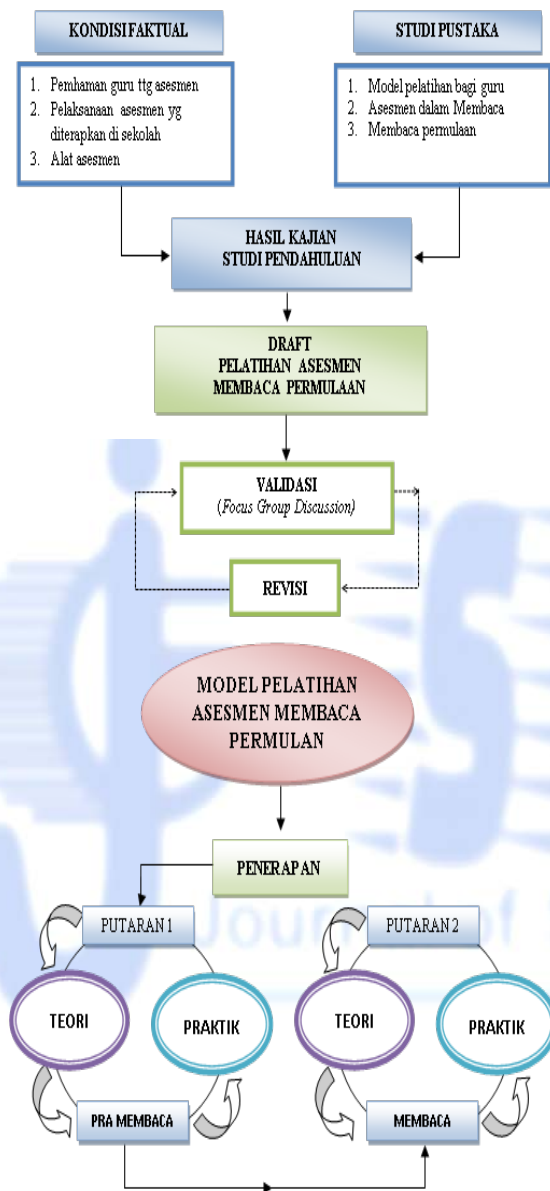 KONDISI FAKTUAL
1. Pemhaman guru ttg asesmen
2. Pelaksanaan asesmen yg
diterapkan di sekolah
3. Alat asesmen
STUDI PUSTAKA
1. Model pelatihan bagi guru
2. Asesmen dalam Membaca
3. Membaca permulaan
HASIL KAJIAN
STUDI PENDAHULUAN
DRAFT
PELATIHAN ASESMEN
MEMBACA PERMULAAN
VALIDASI
(Focus Group Discussion)
REVISI
MODEL PELATIHAN
ASESMEN MEMBACA
PERMULAN
PENERAPAN
PUTARAN 1
TEORI
PRAKTIK
PRA MEMBACA
PUTARAN 2
TEORI
PRAKTIK
MEMBACA
Journal of